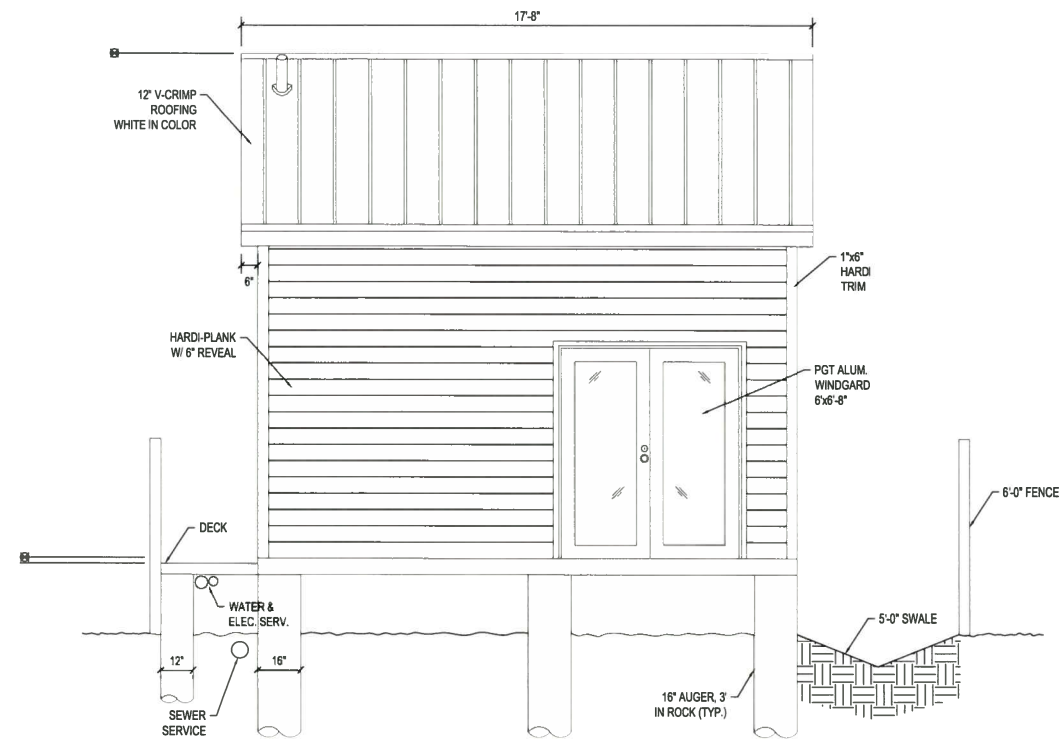 17'-8"
12" V-CRIMP
ROOFING
WHITE IN COLOR
6"
1"x6"
HARDI
TRIM
HARDI-PLANK
W/ 6" REVEAL
PGT ALUM.
WINDGARD
6'x6'-8"
6'-0" FENCE
DECK
WATER &
ELEC. SERV.
5'-0" SWALE
12"
16"
SEWER
SERVICE
16" AUGER, 3'
IN ROCK (TYP.)